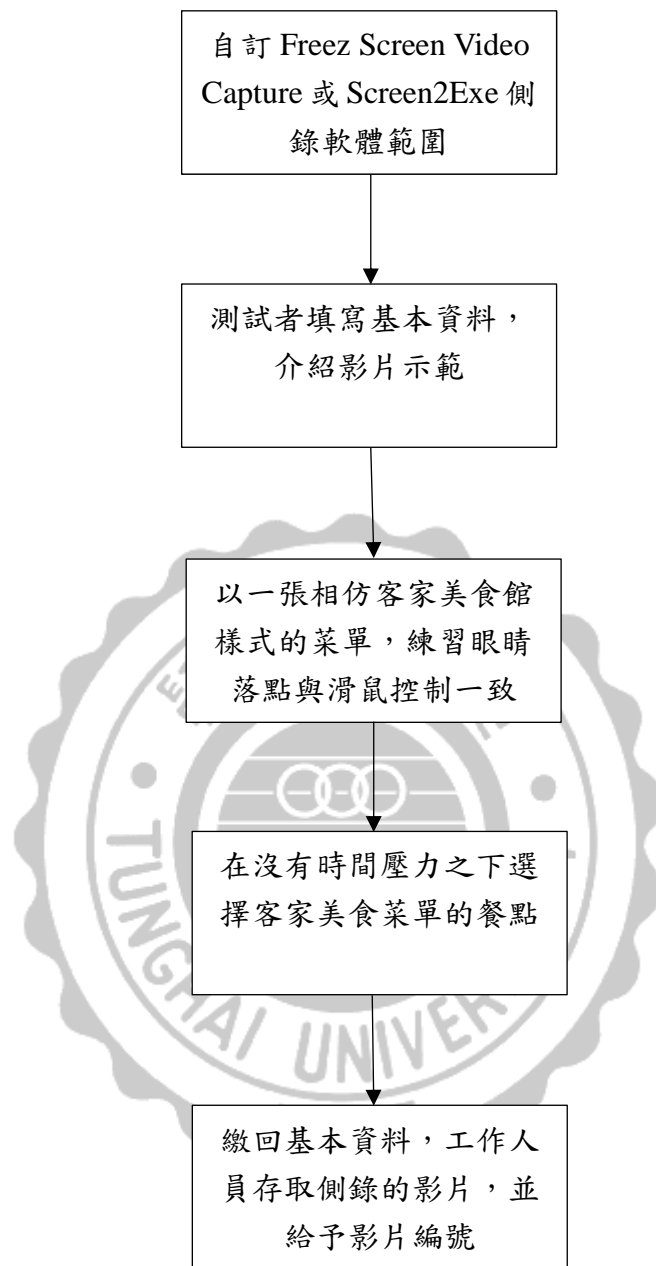 自訂 Freez Screen Video
Capture 或 Screen2Exe 側
錄軟體範圍
測試者填寫基本資料，
介紹影片示範
以一張相仿客家美食館
樣式的菜單，練習眼睛
落點與滑鼠控制一致
在沒有時間壓力之下選
擇客家美食菜單的餐點
繳回基本資料，工作人
員存取側錄的影片，並
給予影片編號
TUNGHAI UNIVER